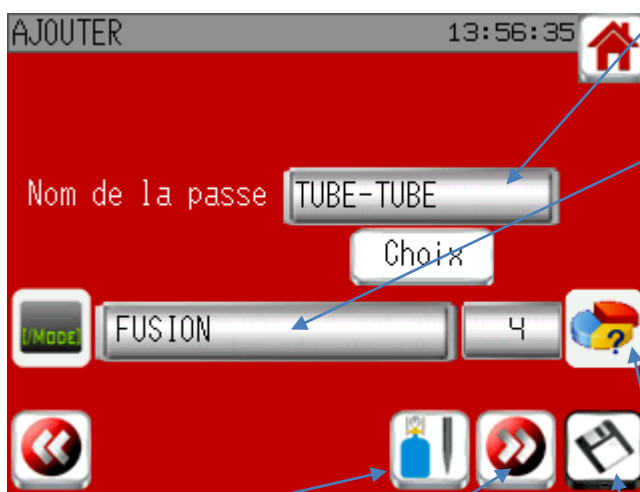 AJOUTER 13:56:35
Nom de la passe TUBE-TUBE
Choix
[/MODE] FUSION 4 ?